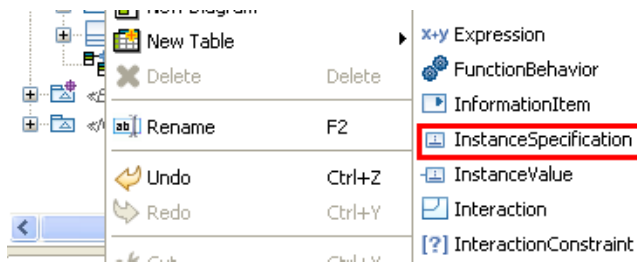 New Table
Delete Delete
Rename F2
Undo Ctrl+Z
Redo Ctrl+Y
x+y Expression
FunctionBehavior
InformationItem
InstanceSpecification
InstanceValue
Interaction
[?] InteractionConstraint